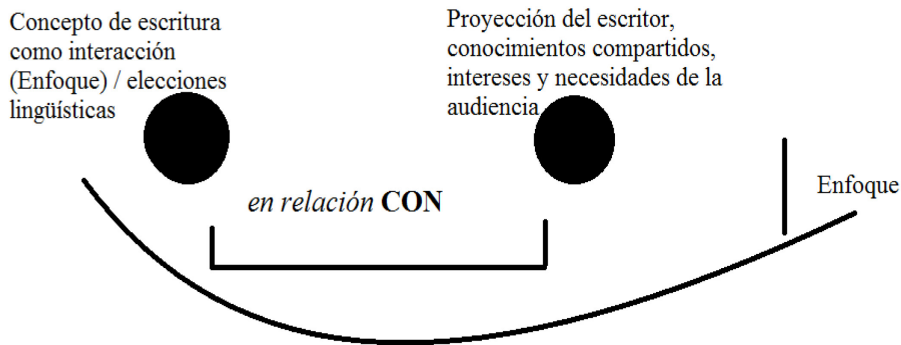 Concepto de escritura
como interacción
(Enfoque) / elecciones
lingüísticas
Proyección del escritor,
conocimientos compartidos,
intereses y necesidades de la
audiencia
en relación CON
Enfoque